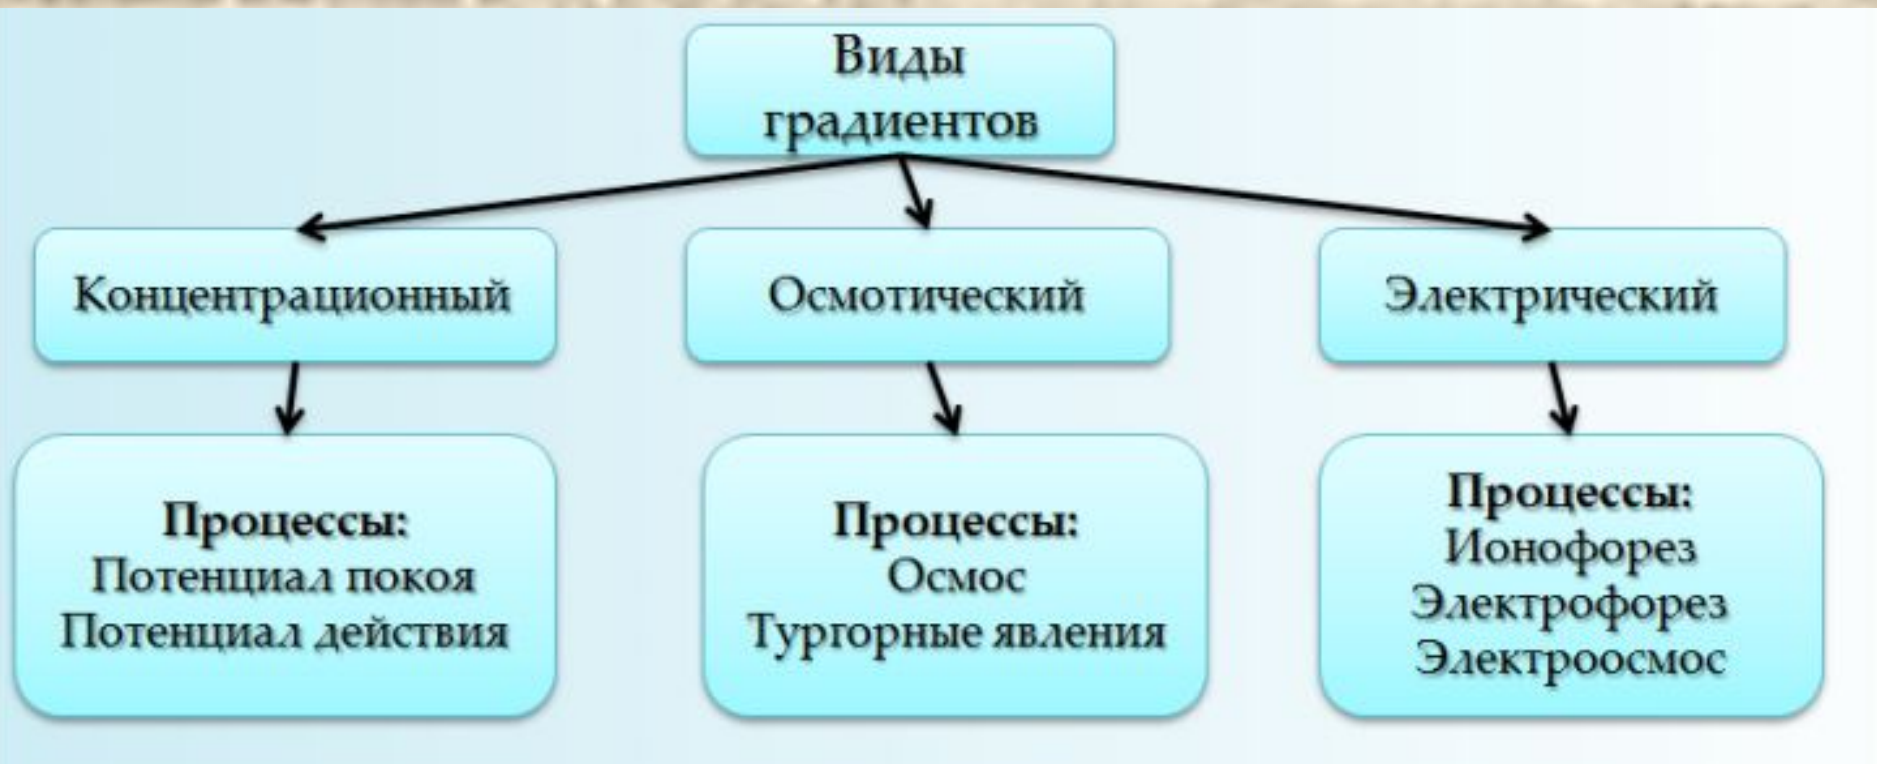 Виды
градиентов
Концентрационный
Осмотический
Электрический
Процессы:
Потенциал покоя
Потенциал действия
Процессы:
Осмос
Тургорные явления
Процессы:
Ионофорез
Электрофорез
Электроосмос